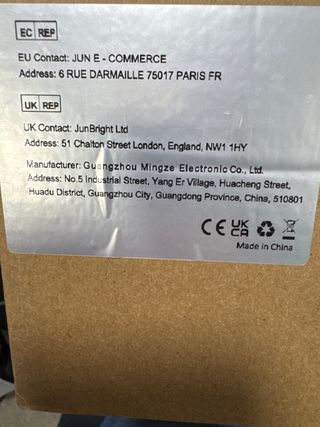 EC REP
EU Contact: JUN E - COMMERCE
Address: 6 RUE DARMAILLE 75017 PARIS FR
UK REP
UK Contact: JunBright Ltd
Address: 51 Chalton Street London, England, NW1 1HY
Manufacturer: Guangzhou Mingze Electronic Co., Ltd.
Address: No.5 Industrial Street, Yang Er Village, Huacheng Street,
Huadu District, Guangzhou City, Guangdong Province, China, 510801
CE UK CA
Made in China